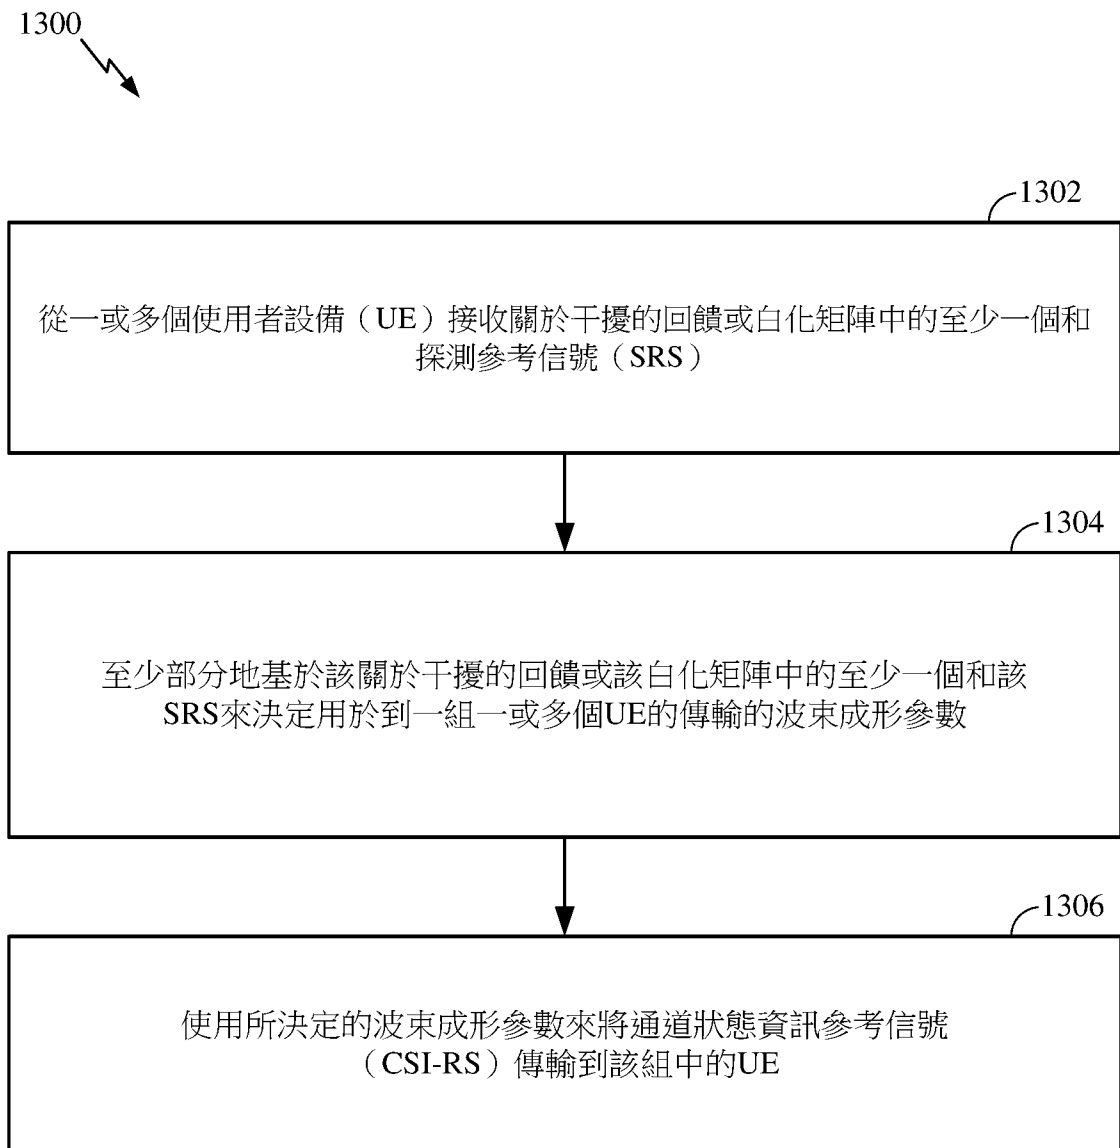 1300
1302
從一或多個使用者設備（UE）接收關於干擾的回饋或白化矩陣中的至少一個和
探測參考信號（SRS）
1304
至少部分地基於該關於干擾的回饋或該白化矩陣中的至少一個和該
SRS來決定用於到一組一或多個UE的傳輸的波束成形參數
1306
使用所決定的波束成形參數來將通道狀態資訊參考信號
（CSI-RS）傳輸到該組中的UE